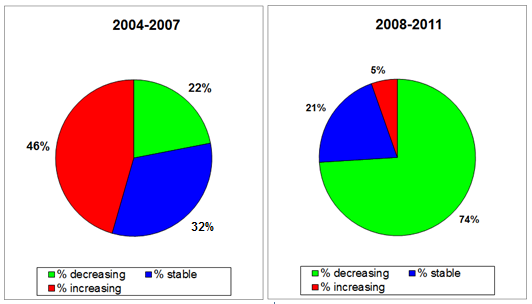 2004-2007
22%
46%
32%
% decreasing % stable
% increasing
2008-2011
5%
21%
74%
% decreasing % stable
% increasing